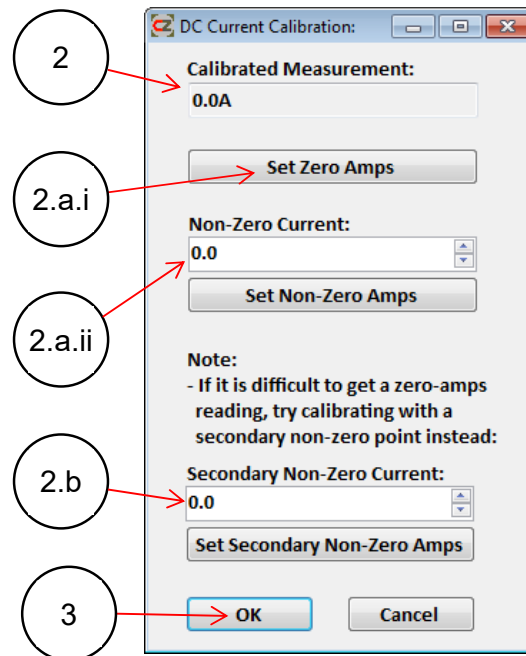 DC Current Calibration:
2
Calibrated Measurement:
0.0A
2.a.i
Set Zero Amps
Non-Zero Current:
0.0
2.a.ii
Set Non-Zero Amps
Note:
- If it is difficult to get a zero-amps
reading, try calibrating with a
secondary non-zero point instead:
2.b
Secondary Non-Zero Current:
0.0
Set Secondary Non-Zero Amps
3
OK
Cancel